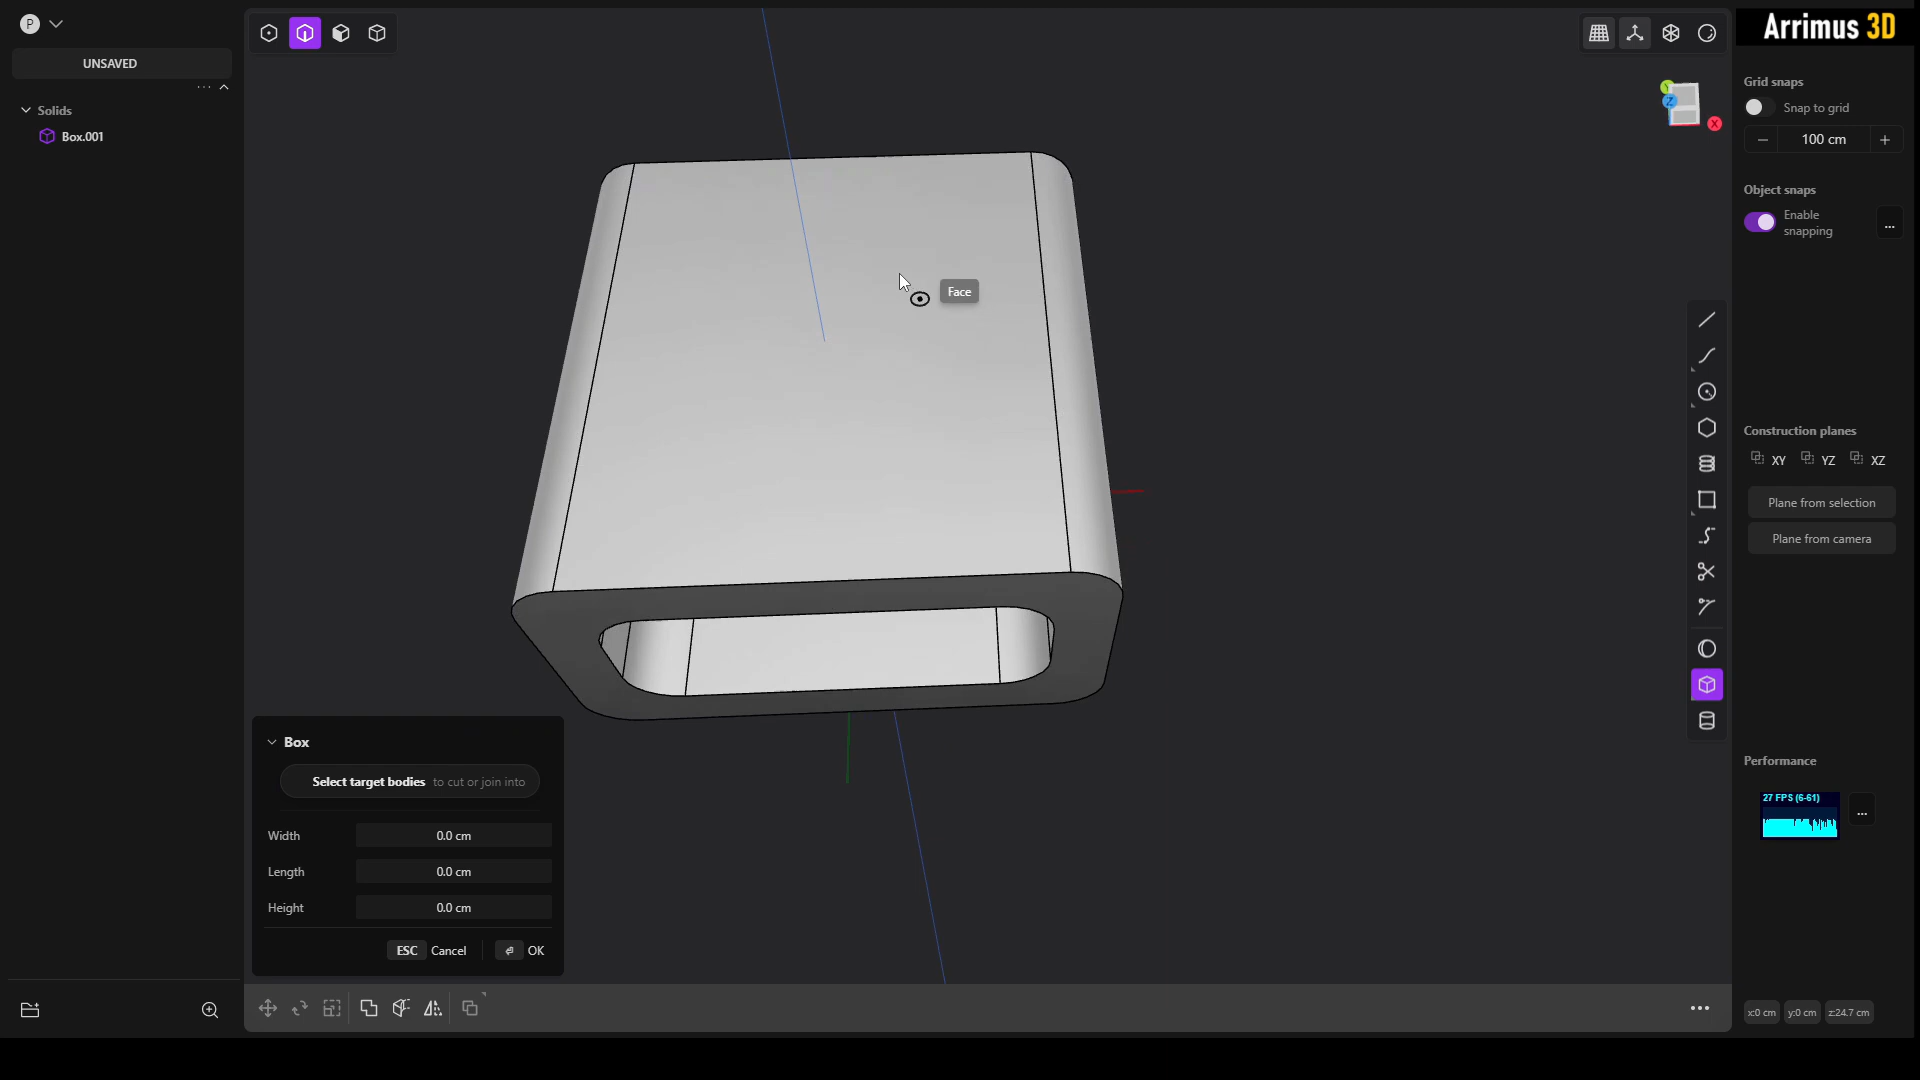 P
UNSAVED
...
Solids
Box.001
Face
Y
Z
X
Arrimus 3D
Grid snaps
Snap to grid
100 cm
Object snaps
Enable
snapping
...
Construction planes
XY YZ XZ
Plane from selection
Plane from camera
Performance
27 FPS (6-61)
...
Box
Select target bodies to cut or join into
Width 0.0 cm
Length 0.0 cm
Height 0.0 cm
ESC Cancel OK
x:0 cm y:0 cm z:24.7 cm